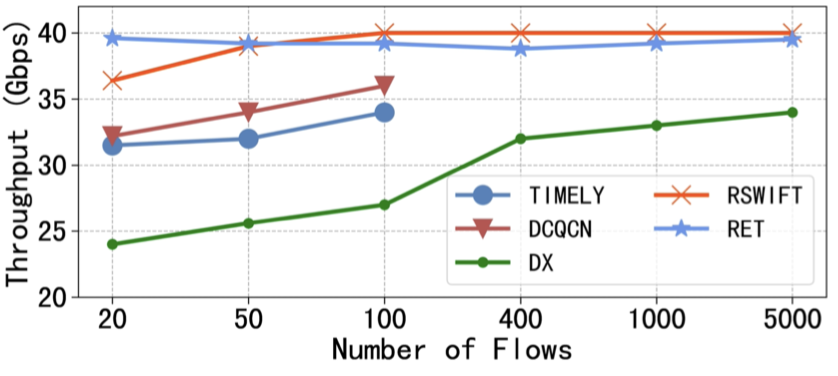 Throughput (Gbps)
40
35
30
25
20
TIMELY
DCQCN
DX
RSWIFT
RET
20 50 100 400 1000 5000
Number of Flows